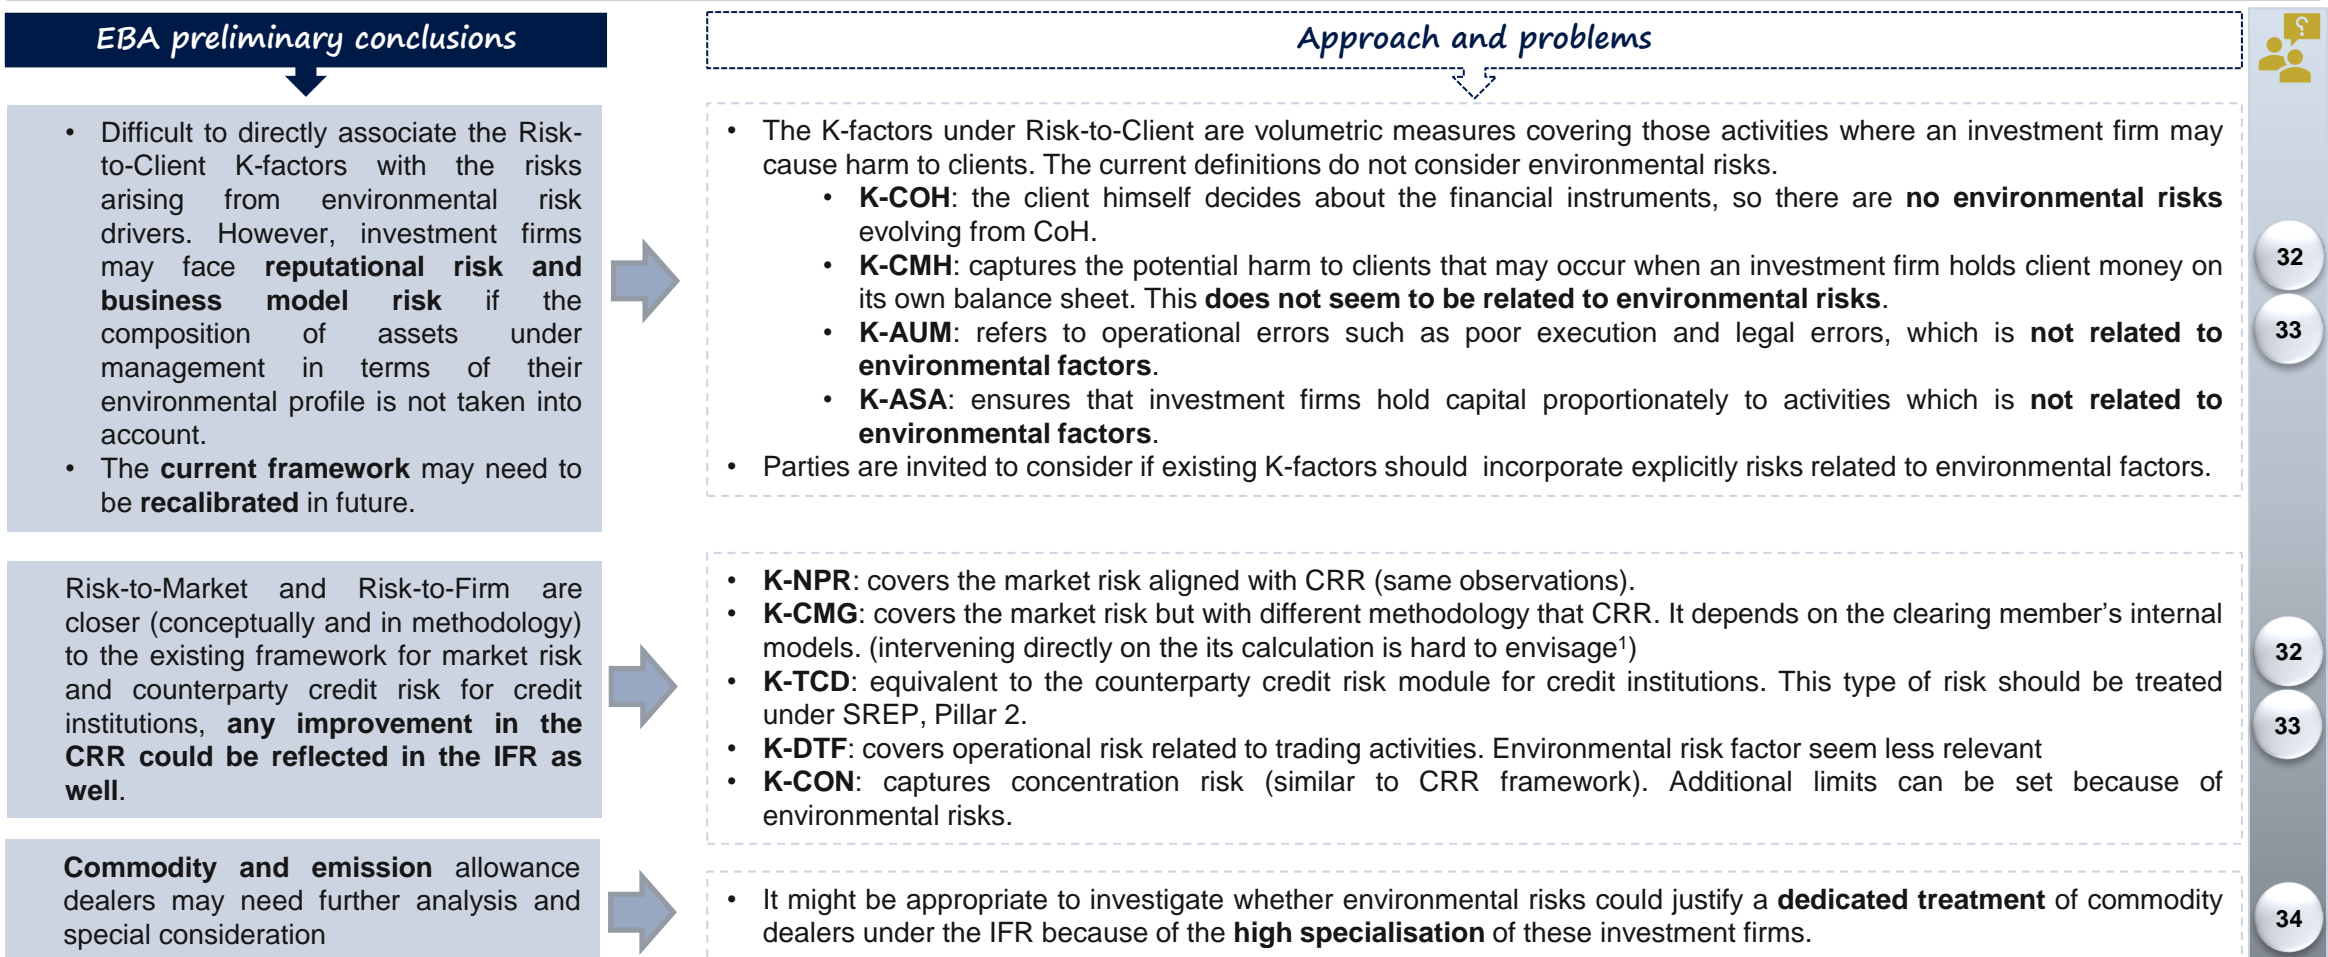 EBA preliminary conclusions
• Difficult to directly associate the Risk-
to-Client K-factors with the risks
arising from environmental risk
drivers. However, investment firms
may face reputational risk and
business model risk if the
composition of assets under
management in terms of their
environmental profile is not taken into
account.
• The current framework may need to
be recalibrated in future.
Approach and problems
• The K-factors under Risk-to-Client are volumetric measures covering those activities where an investment firm may
cause harm to clients. The current definitions do not consider environmental risks.
• K-COH: the client himself decides about the financial instruments, so there are no environmental risks
evolving from CoH.
• K-CMH: captures the potential harm to clients that may occur when an investment firm holds client money on
its own balance sheet. This does not seem to be related to environmental risks.
• K-AUM: refers to operational errors such as poor execution and legal errors, which is not related to
environmental factors.
• K-ASA: ensures that investment firms hold capital proportionately to activities which is not related to
environmental factors.
• Parties are invited to consider if existing K-factors should incorporate explicitly risks related to environmental factors.
?
32
33
Risk-to-Market and Risk-to-Firm are
closer (conceptually and in methodology)
to the existing framework for market risk
and counterparty credit risk for credit
institutions, any improvement in the
CRR could be reflected in the IFR as
well.
• K-NPR: covers the market risk aligned with CRR (same observations).
• K-CMG: covers the market risk but with different methodology that CRR. It depends on the clearing member’s internal
models. (intervening directly on the its calculation is hard to envisage¹)
• K-TCD: equivalent to the counterparty credit risk module for credit institutions. This type of risk should be treated
under SREP, Pillar 2.
• K-DTF: covers operational risk related to trading activities. Environmental risk factor seem less relevant
• K-CON: captures concentration risk (similar to CRR framework). Additional limits can be set because of
environmental risks.
32
33
Commodity and emission allowance
dealers may need further analysis and
special consideration
• It might be appropriate to investigate whether environmental risks could justify a dedicated treatment of commodity
dealers under the IFR because of the high specialisation of these investment firms.
34